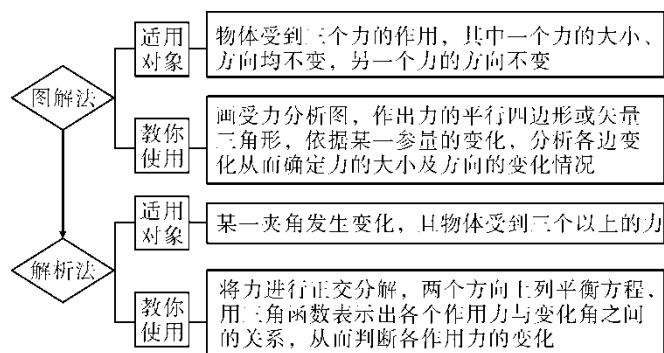 适用
对象
物体受到三个力的作用，其中一个力的大小、
方向均不变，另一个力的方向不变
图解法
教你
使用
画受力分析图，作出力的平行四边形或矢量
三角形，依据某一参量的变化，分析各边变
化从而确定力的大小及方向的变化情况
适用
对象
某一夹角发生变化，且物体受到三个以上的力
解析法
教你
使用
将力进行正交分解，两个方向上列平衡方程，
用三角函数表示出各个作用力与变化角之间
的关系，从而判断各作用力的变化